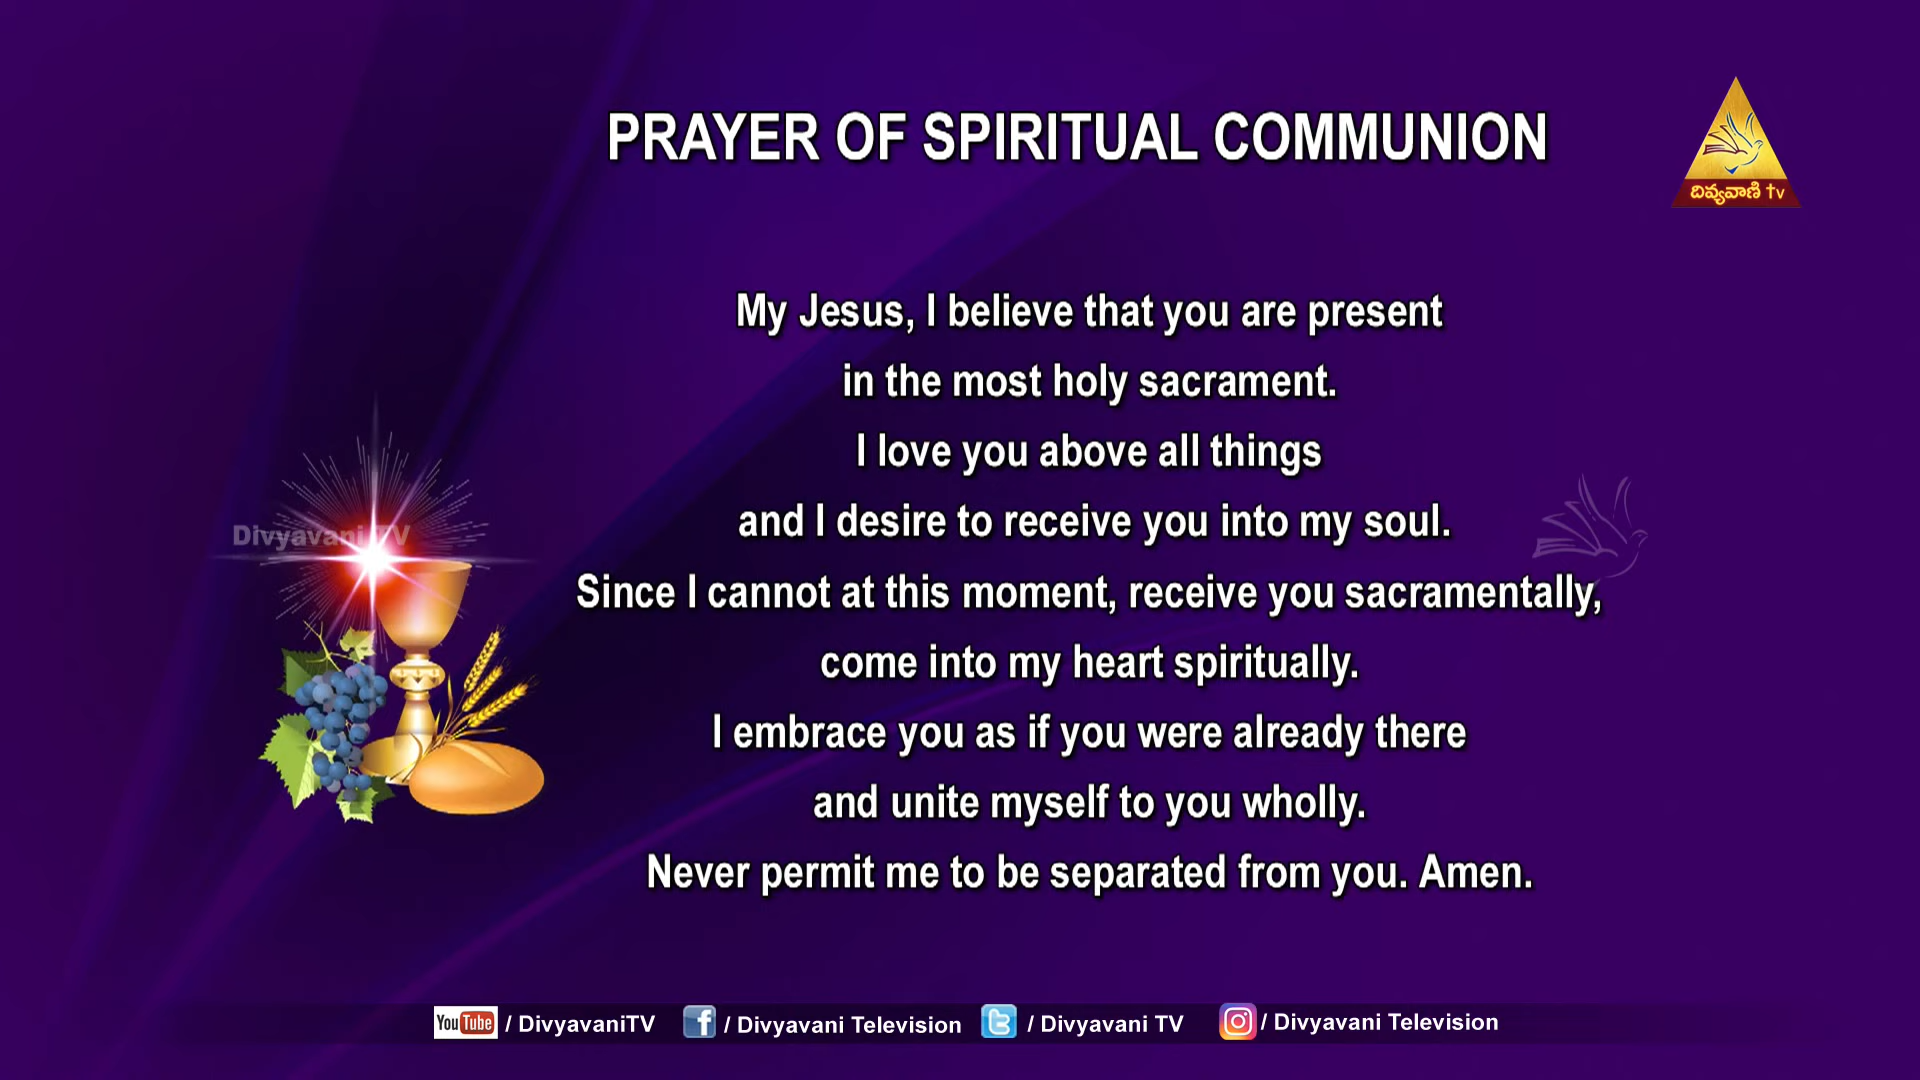 PRAYER OF SPIRITUAL COMMUNION
దివ్యవాణి tv
My Jesus, I believe that you are present
in the most holy sacrament.
I love you above all things
and I desire to receive you into my soul.
Divyavani TV
Since I cannot at this moment, receive you sacramentally,
come into my heart spiritually.
I embrace you as if you were already there
and unite myself to you wholly.
Never permit me to be separated from you. Amen.
YouTube / DivyavaniTV f / Divyavani Television / Divyavani TV / Divyavani Television